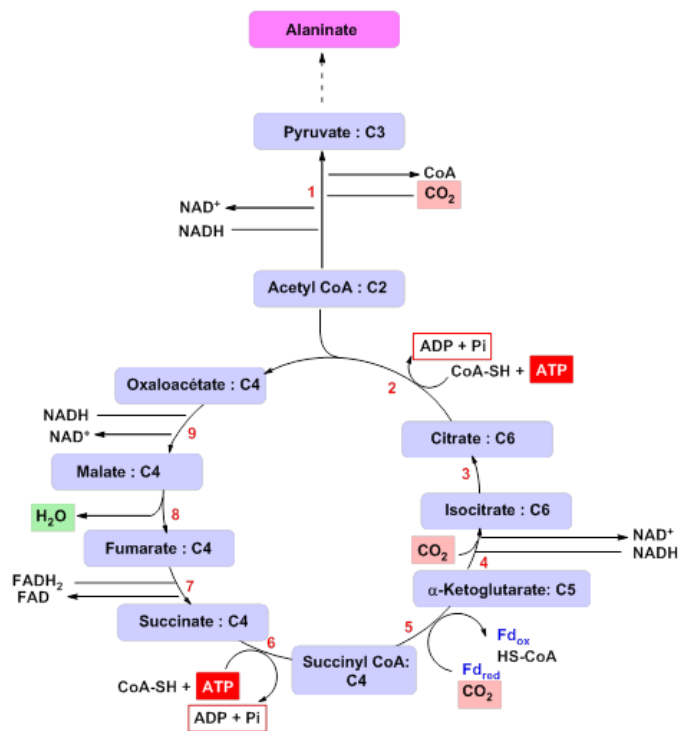 Alaninate
Pyruvate : C3
CoA
1
CO₂
NAD⁺
NADH
Acetyl CoA : C2
ADP + Pi
CoA-SH + ATP
2
Oxaloacétate : C4
NADH
NAD⁺
9
Citrate : C6
3
Malate : C4
Isocitrate : C6
H₂O
8
NAD⁺
CO₂
NADH
4
Fumarate : C4
FADH₂
7
FAD
α-Ketoglutarate: C5
Succinate : C4
5
6
Fdox
HS-CoA
Succinyl CoA:
C4
Fdred
CO₂
CoA-SH + ATP
ADP + Pi